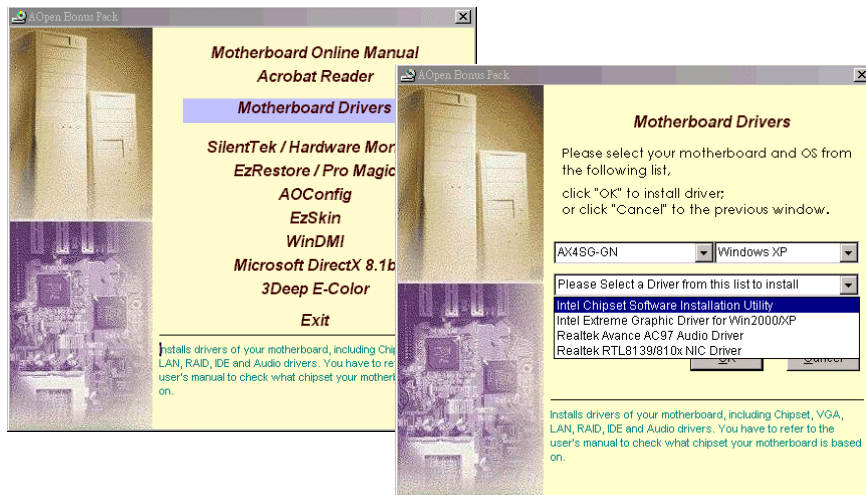 AOpen Bonus Pack
Motherboard Online Manual
Acrobat Reader
Motherboard Drivers
SilentTek / Hardware Mor
EzRestore / Pro Magic
AOConfig
EzSkin
WinDMI
Microsoft DirectX 8.1b
3Deep E-Color
Exit
Installs drivers of your motherboard, including Chip
LAN, RAID, IDE and Audio drivers. You have to re
user's manual to check what chipset your motherb
on.
AOpen Bonus Pack
Motherboard Drivers
Please select your motherboard and OS from
the following list,
click "OK" to install driver;
or click "Cancel" to the previous window.
AX4SG-GN
Windows XP
Please Select a Driver from this list to install
Intel Chipset Software Installation Utility
Intel Extreme Graphic Driver for Win2000/XP
Realtek Avance AC97 Audio Driver
Realtek RTL8139/810x NIC Driver
OK
Cancel
Installs drivers of your motherboard, including Chipset, VGA,
LAN, RAID, IDE and Audio drivers. You have to refer to the
user's manual to check what chipset your motherboard is based
on.